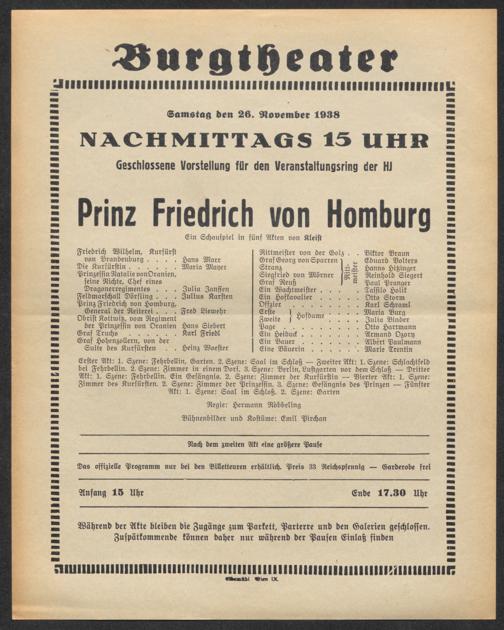 Burgtheater
Samstag den 26. November 1938
NACHMITTAGS 15 UHR
Geschlossene Vorstellung für den Veranstaltungsring der HJ
Prinz Friedrich von Homburg
Ein Schauspiel in fünf Akten von Kleist
Friedrich Wilhelm, Kurfürst
von Brandenburg . . . . Hans Marr
Die Kurfürstin . . . . . Maria Mayer
Prinzessin Natalie von Oranien,
seine Nichte, Chef eines
Dragonerregimentes . . . Julia Janssen
Feldmarschall Dörfling . . . Julius Karsten
Prinz Friedrich von Homburg,
General der Reiterei . . . Fred Liewehr
Obrist Kottwitz, vom Regiment
der Prinzessin von Oranien Hans Siebert
Graf Truchs . . . . . Karl Friedl
Graf Hohenzollern, von der
Suite des Kurfürsten . . . Heinz Woester
Rittmeister von der Golz . . Viktor Braun
Georg von Sparren Eduard Volters
Stranz Hanns Hitzinger
Siegfried von Mörner Reinhold Siegert
Graf Reuß Paul Pranger
Rittmeister
Ein Wachtmeister . . . . Tassilo Holik
Ein Hofkavalier . . . . Otto Storm
Offizier . . . . . Karl Schraml
Erste Hofdame . . . . Maria Burg
Zweite Julia Binder
Page . . . . . Otto Hartmann
Ein Heiduck . . . . . Armand Ozory
Ein Bauer . . . . . Albert Paulmann
Eine Bäuerin . . . . . Marie Trentin
Erster Akt: 1. Szene: Fehrbellin, Garten. 2. Szene: Saal im Schloß — Zweiter Akt: 1. Szene: Schlachtfeld
bei Fehrbellin. 2. Szene: Zimmer in einem Dorf. 3. Szene: Berlin, Lustgarten vor dem Schloß — Dritter
Akt: 1. Szene: Fehrbellin. Ein Gefängnis. 2. Szene: Zimmer der Kurfürstin — Vierter Akt: 1. Szene:
Zimmer des Kurfürsten. 2. Szene: Zimmer der Prinzessin. 3. Szene: Gefängnis des Prinzen — Fünfter
Akt: 1. Szene: Saal im Schloß. 2. Szene: Garten
Regie: Hermann Röbbeling
Bühnenbilder und Kostüme: Emil Pirchan
Nach dem zweiten Akt eine größere Pause
Das offizielle Programm nur bei den Billetteuren erhältlich. Preis 33 Reichspfennig — Garderobe frei
Anfang 15 Uhr Ende 17.30 Uhr
Während der Akte bleiben die Zugänge zum Parkett, Parterre und den Galerien geschlossen.
Zuspätkommende können daher nur während der Pausen Einlaß finden
Elbemühl Wien IX.